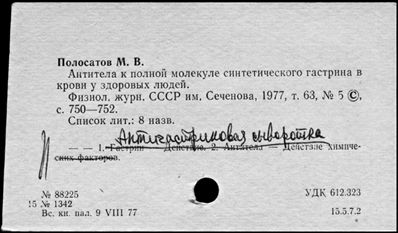 Полосатов М. В.
Антитела к полной молекуле синтетического гастрина в
крови у здоровых людей.
Физиол. журн. СССР им. Сеченова, 1977, т. 63, № 5 ©,
с. 750—752.
Список лит.: 8 назв.
Антигастриновая сыворотка
— — 1. Гастрин — Действие. 2. Антитела — Действие химиче-
ских факторов.
№ 88225
УДК 612.323
15 № 1342
Вс. кн. пал. 9 VIII 77
15.5.7.2